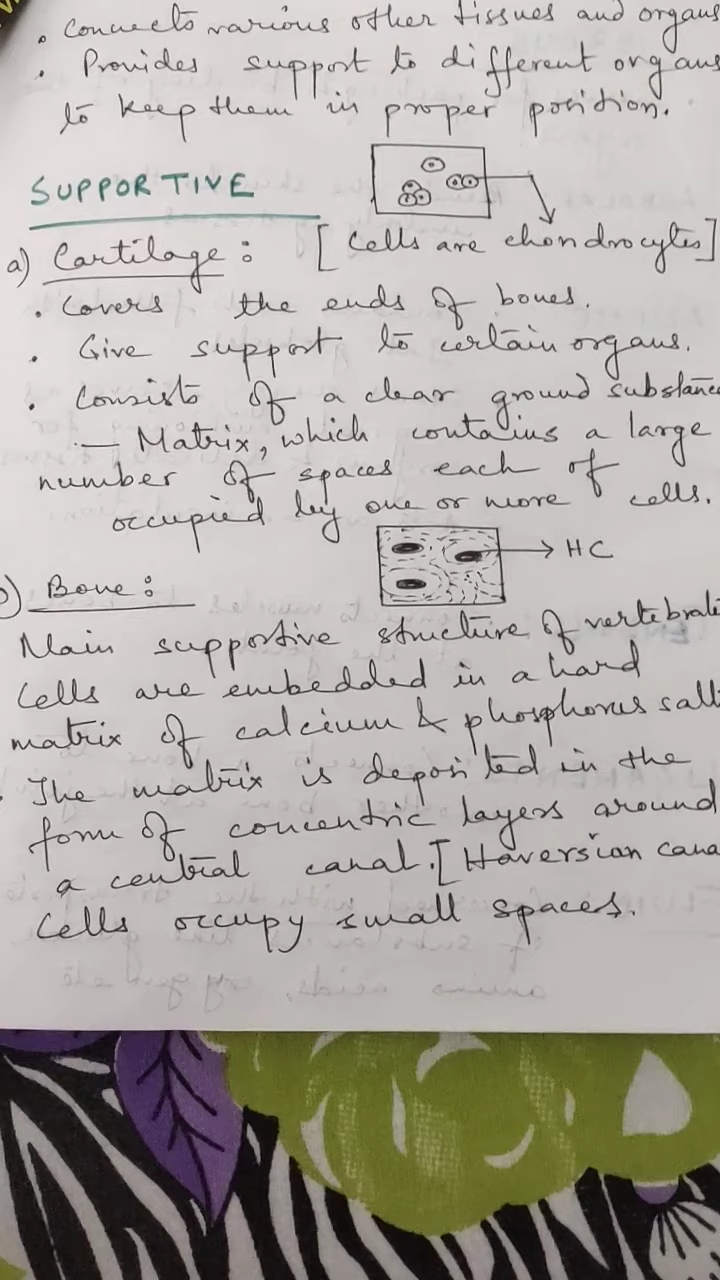 . Connects various other tissues and organs
. Provides support to different organs
to keep them in proper position.
SUPPORTIVE
a) Cartilage : [Cells are chondrocytes]
. Covers the ends of bones.
. Give support to certain organs.
. Consists of a clear ground substance
— Matrix, which contains a large
number of spaces each of
occupied by one or more cells.
→ HC
) Bone :
Main supportive structure of vertebrate
Cells are embedded in a hard
matrix of calcium & phosphorus salt
. The matrix is deposited in the
form of concentric layers around
a central canal. [Haversian cana
Cells occupy small spaces.